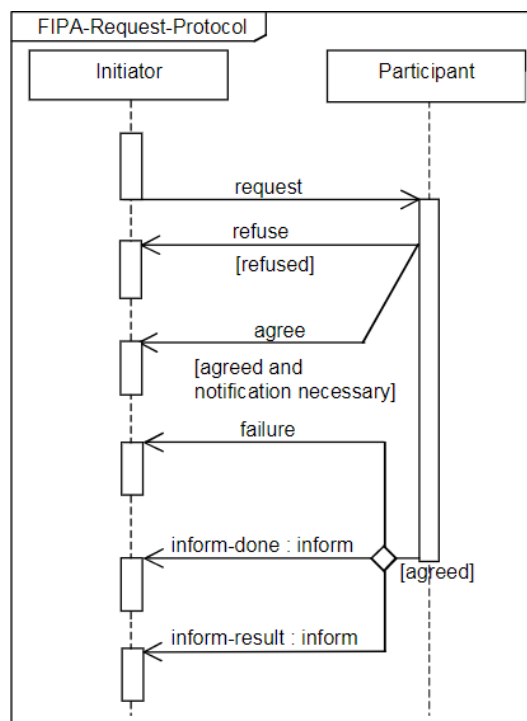 FIPA-Request-Protocol
Initiator
Participant
request
refuse
[refused]
agree
[agreed and
notification necessary]
failure
inform-done : inform
[agreed]
inform-result : inform